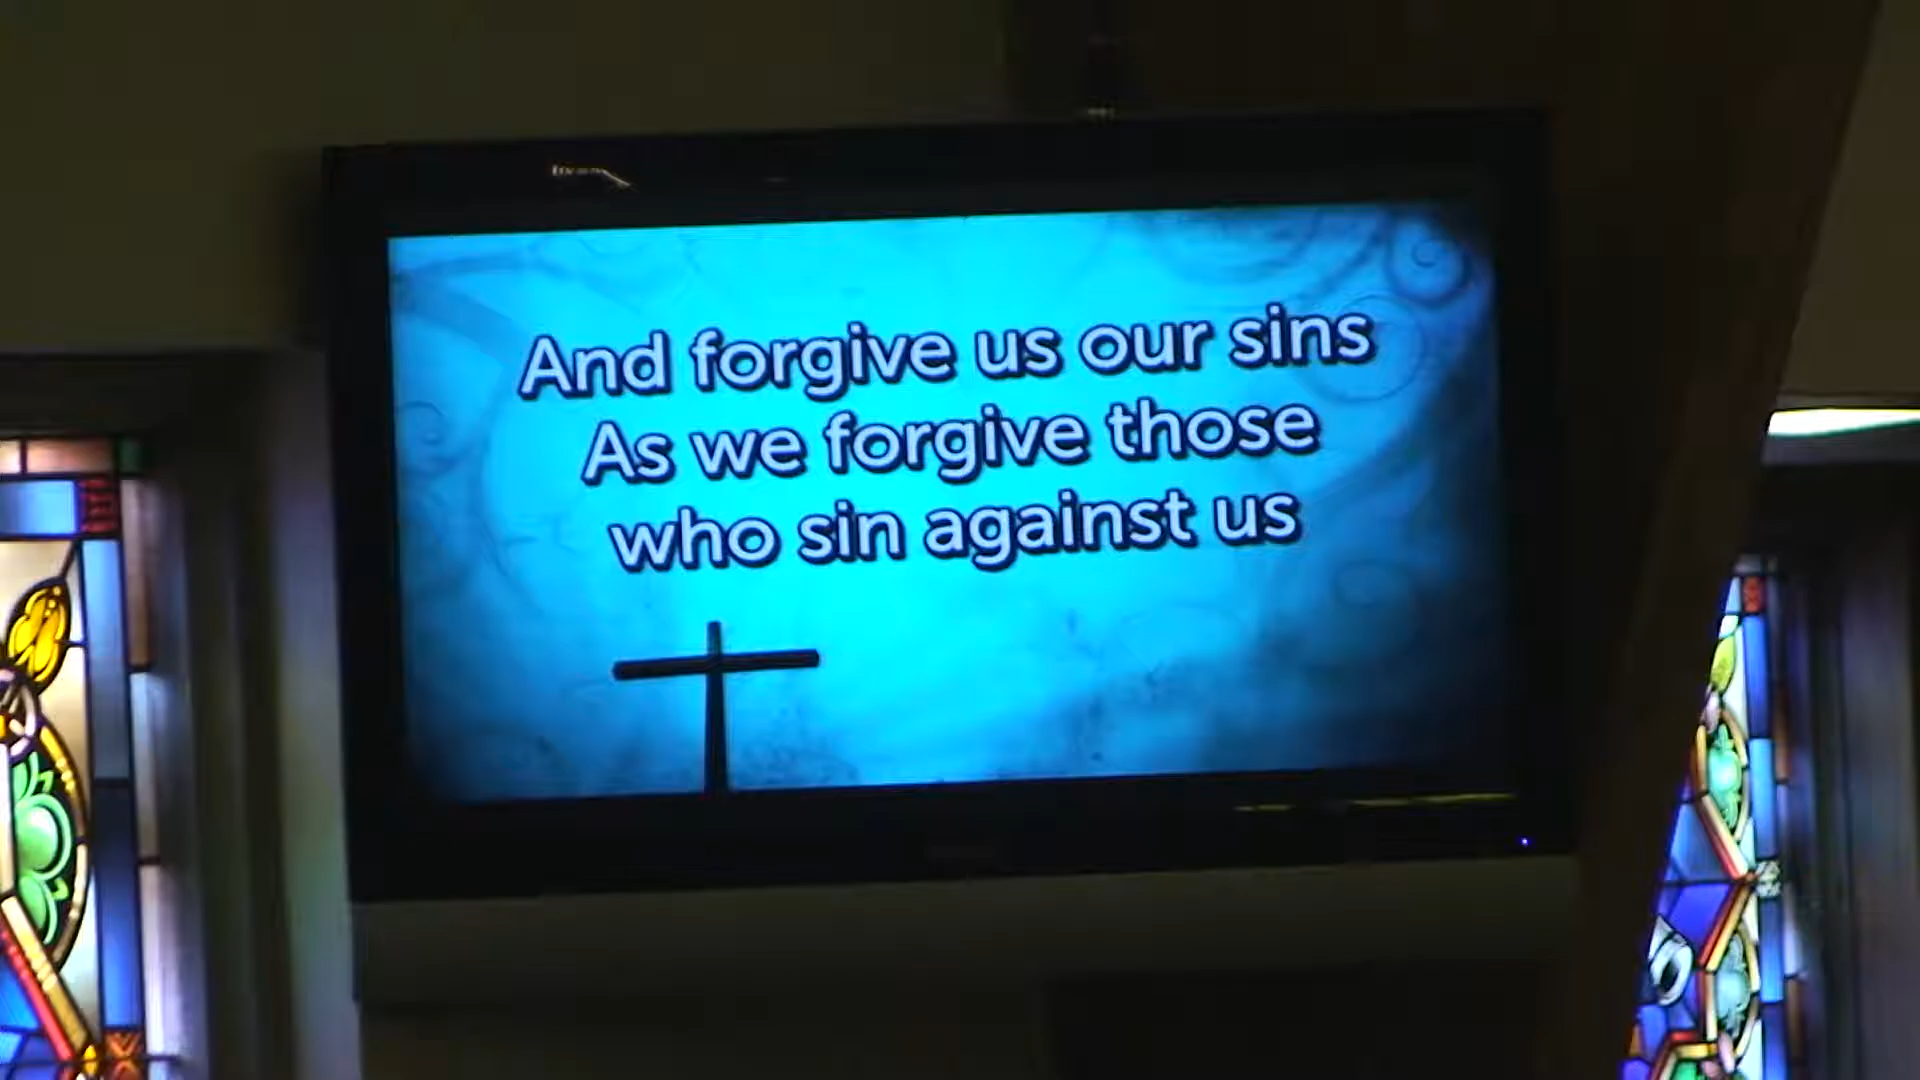 And forgive us our sins
As we forgive those
who sin against us